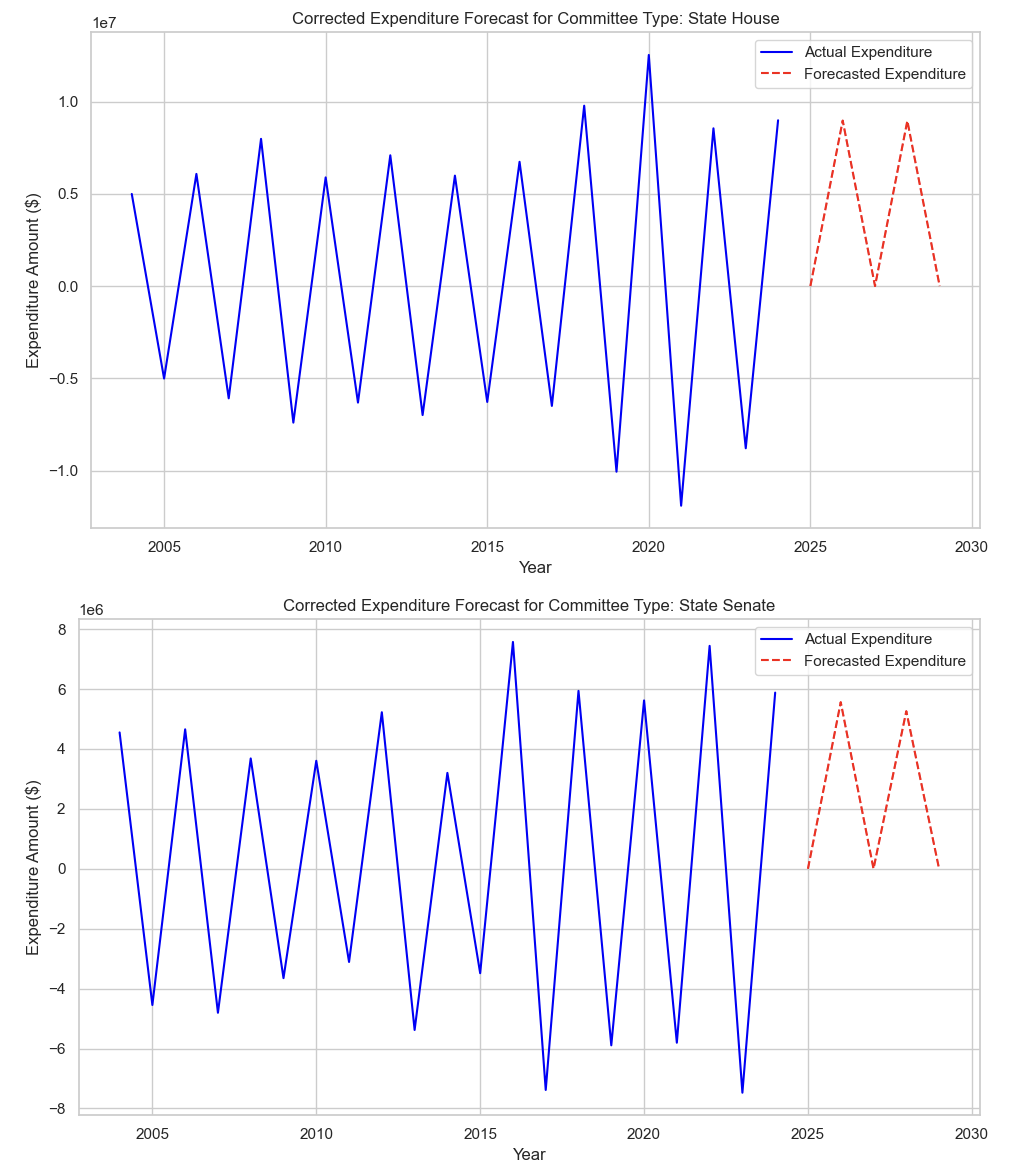 Corrected Expenditure Forecast for Committee Type: State House
1e7
Actual Expenditure
Forecasted Expenditure
1.0
0.5
0.0
−0.5
−1.0
Expenditure Amount ($)
2005 2010 2015 2020 2025 2030
Year
Corrected Expenditure Forecast for Committee Type: State Senate
1e6
Actual Expenditure
Forecasted Expenditure
8
6
4
2
0
−2
−4
−6
−8
Expenditure Amount ($)
2005 2010 2015 2020 2025 2030
Year